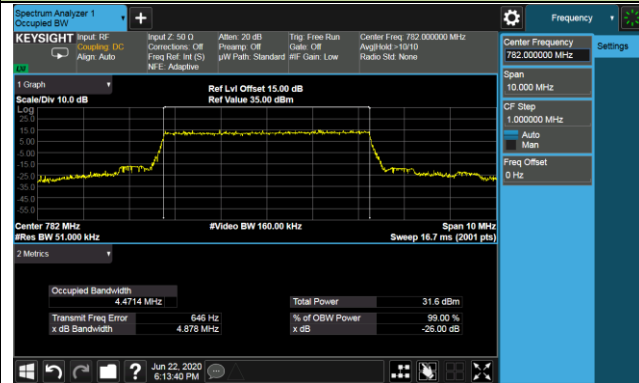 Spectrum Analyzer 1
Occupied BW
Frequency
KEYSIGHT
Input: RF
Coupling: DC
Align: Auto
Input Z: 50 Ω
Corrections: Off
Freq Ref: Int (S)
NFE: Adaptive
Atten: 20 dB
Preamp: Off
µW Path: Standard
Trig: Free Run
Gate: Off
#IF Gain: Low
Center Freq: 782.000000 MHz
Avg|Hold:>10/10
Radio Std: None
LW
Center Frequency
782.000000 MHz
Settings
Span
10.000 MHz
CF Step
1.000000 MHz
Auto
Man
Freq Offset
0 Hz
1 Graph
Scale/Div 10.0 dB
Ref Lvl Offset 15.00 dB
Ref Value 35.00 dBm
Log
25.0
15.0
5.00
-5.00
-15.0
-25.0
-35.0
-45.0
-55.0
Center 782 MHz
#Res BW 51.000 kHz
#Video BW 160.00 kHz
Span 10 MHz
Sweep 16.7 ms (2001 pts)
2 Metrics
Occupied Bandwidth
4.4714 MHz
Total Power 31.6 dBm
Transmit Freq Error 646 Hz
% of OBW Power 99.00 %
x dB Bandwidth 4.878 MHz
x dB -26.00 dB
Jun 22, 2020
6:13:40 PM